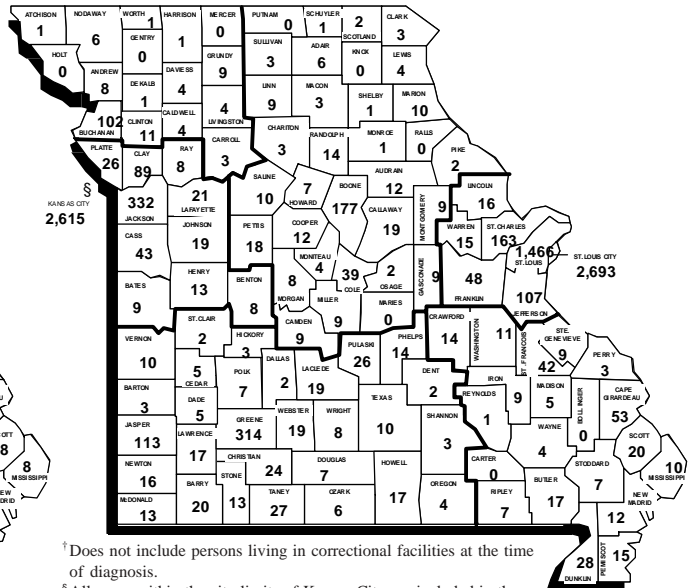 ATCHISON NODAWAY WORTH HARRISON MERCER PUTNAM SCHUYLER SCOTLAND CLARK
1 6 1 1 0 0 1 2 3
HOLT ANDREW GENTRY DEKALB DAVIESS GRUNDY SULLIVAN ADAIR KNOX LEWIS
0 8 0 1 4 9 3 6 0 4
BUCHANAN CLINTON CALDWELL LIVINGSTON LINN MACON SHELBY MARION
102 11 4 4 9 3 1 10
PLATTE CLAY RAY CARROLL CHARITON RANDOLPH MONROE RALLS PIKE
26 89 8 3 3 14 1 0 2
§
KANSAS CITY
2,615
332 21 10 7 177 12 9 16
JACKSON LAFAYETTE SALINE HOWARD BOONE AUDRAIN MONTGOMERY LINCOLN
CASS JOHNSON PETTIS COOPER CALLAWAY WARREN ST. CHARLES
43 19 18 12 19 15 163
1,466
ST. LOUIS
ST. LOUIS CITY
2,693
BATES HENRY BENTON MORGAN MONITEAU COLE OSAGE GASCONADE FRANKLIN JEFFERSON
9 13 8 8 4 39 2 9 48 107
VERNON ST. CLAIR HICKORY CAMDEN MILLER MARIES
10 2 3 9 9 0
PULASKI PHELPS CRAWFORD WASHINGTON ST. FRANCOIS STE. GENEVIEVE PERRY
26 14 14 11 42 9 3
BARTON CEDAR POLK DALLAS LACLEDE DENT IRON MADISON BOLLINGER CAPE GIRARDEAU
3 5 7 2 19 2 9 5 0 53
JASPER DADE GREENE WEBSTER WRIGHT TEXAS SHANNON REYNOLDS WAYNE
113 5 314 19 8 10 3 1 4
NEWTON LAWRENCE CHRISTIAN DOUGLAS HOWELL CARTER BUTLER STODDARD SCOTT MISSISSIPPI
16 17 24 7 17 0 17 7 20 10
McDONALD BARRY STONE TANEY OZARK OREGON RIPLEY NEW MADRID
13 20 13 27 6 4 7 12
28 15
DUNKLIN PEMISCOT
8 8
MISSISSIPPI
†Does not include persons living in correctional facilities at the time
of diagnosis.